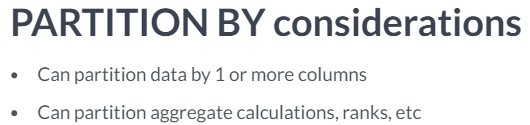 PARTITION BY considerations
• Can partition data by 1 or more columns
• Can partition aggregate calculations, ranks, etc